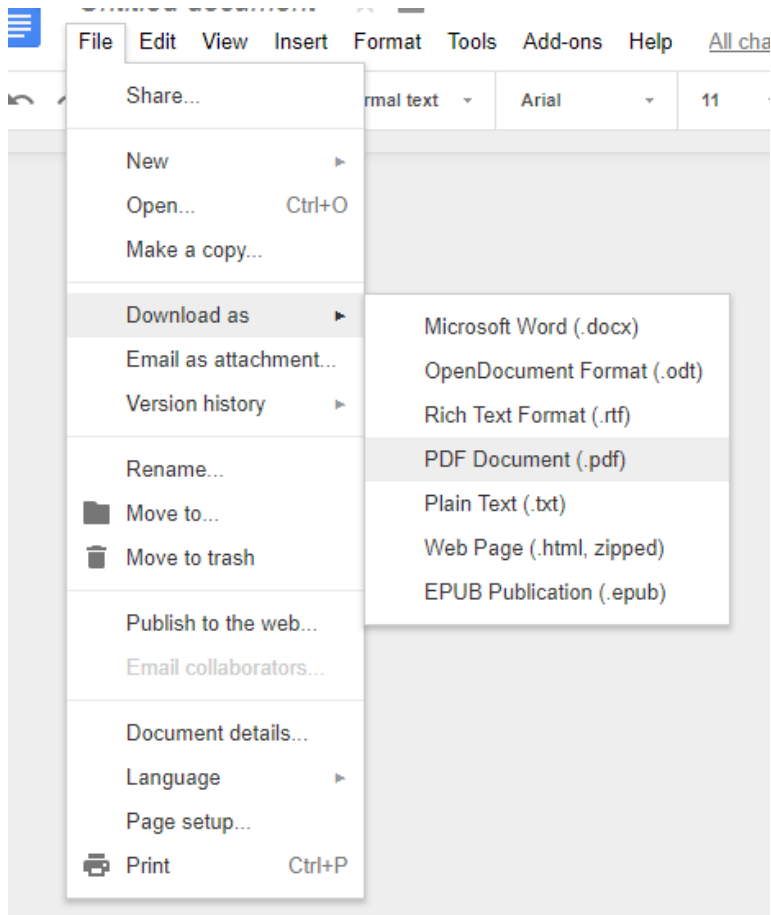 File Edit View Insert Format Tools Add-ons Help All cha
Share...
rmal text Arial 11
New
Open... Ctrl+O
Make a copy...
Download as
Microsoft Word (.docx)
Email as attachment...
OpenDocument Format (.odt)
Version history
Rich Text Format (.rtf)
PDF Document (.pdf)
Rename...
Plain Text (.txt)
Move to...
Web Page (.html, zipped)
Move to trash
EPUB Publication (.epub)
Publish to the web...
Email collaborators...
Document details...
Language
Page setup...
Print Ctrl+P